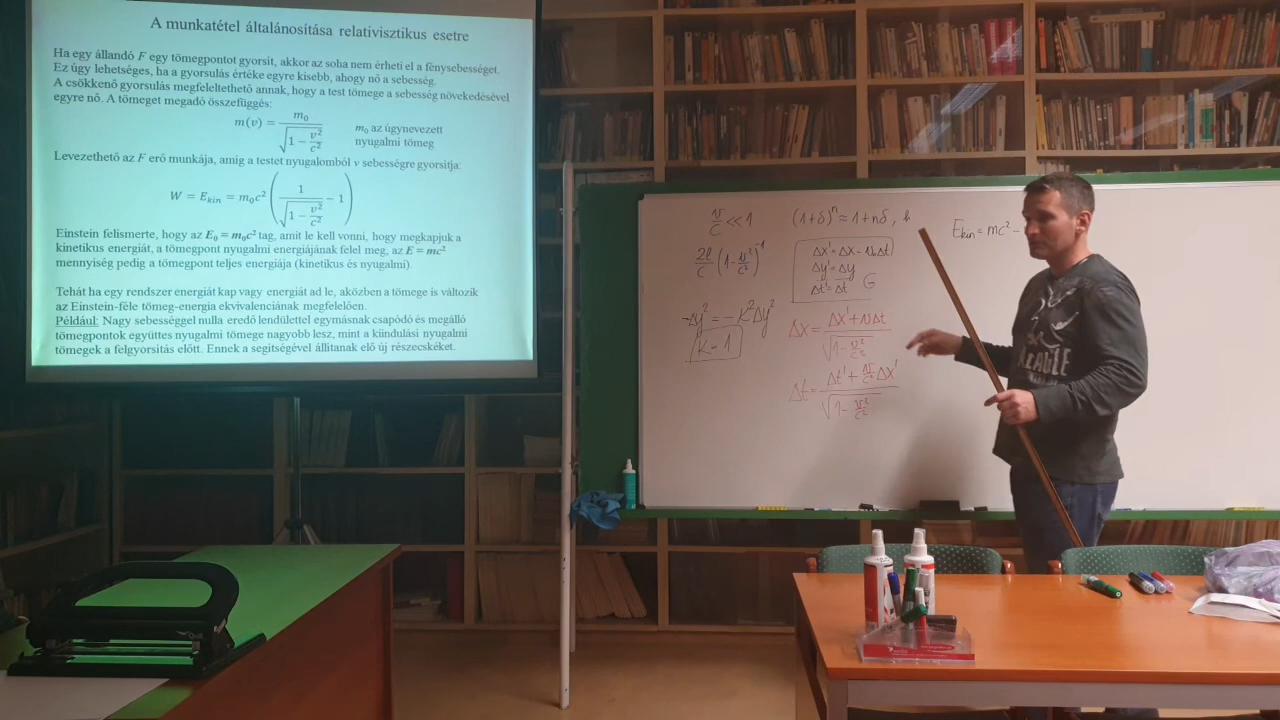 A munkatétel általánosítása relativisztikus esetre
Ha egy állandó F egy tömegpontot gyorsít, akkor az soha nem érheti el a fénysebességet.
Ez úgy lehetséges, ha a gyorsulás értéke egyre kisebb, ahogy nő a sebesség.
A csökkenő gyorsulás megfeleltethető annak, hogy a test tömege a sebesség növekedésével
egyre nő. A tömeget megadó összefüggés:
m(v) = m₀ / √(1 − v²/c²)
m₀ az úgynevezett
nyugalmi tömeg
Levezethető az F erő munkája, amíg a testet nyugalomból v sebességre gyorsítja:
W = E_kin = m₀c² (1 / √(1 − v²/c²) − 1)
Einstein felismerte, hogy az E₀ = m₀c² tag, amit le kell vonni, hogy megkapjuk a
kinetikus energiát, a tömegpont nyugalmi energiájának felel meg, az E = mc²
mennyiség pedig a tömegpont teljes energiája (kinetikus és nyugalmi).
Tehát ha egy rendszer energiát kap vagy energiát ad le, aközben a tömege is változik
az Einstein-féle tömeg-energia ekvivalenciának megfelelően.
Például: Nagy sebességgel nulla eredő lendülettel egymásnak csapódó és megálló
tömegpontok együttes nyugalmi tömege nagyobb lesz, mint a kiindulási nyugalmi
tömegek a felgyorsítás előtt. Ennek a segítségével állítanak elő új részecskéket.
v/c << 1
(1+δ)ⁿ ≈ 1+nδ, h
E_kin = mc² −
2l/c (1 − v²/c²)⁻¹
Δx' = Δx − vΔt
Δy' = Δy
Δt' = Δt G
−Δy² = −K²Δy²
K = 1
Δx = (Δx' + vΔt) / √(1 − v²/c²)
Δt = (Δt' + v/c² Δx') / √(1 − v²/c²)